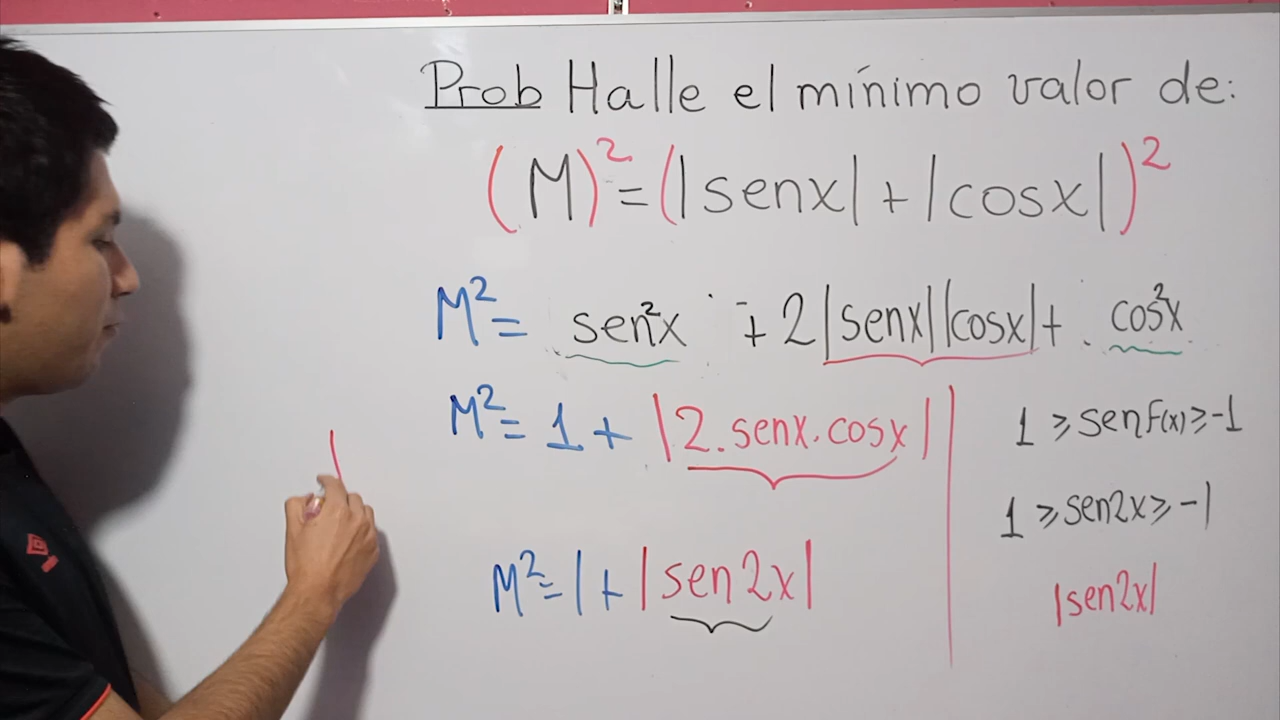 Prob Halle el mínimo valor de:
(M)² = (|senx| + |cosx|)²
M² = sen²x + 2|senx||cosx| + cos²x
M² = 1 + |2.senx.cosx|
1 ≥ senF(x) ≥ -1
1 ≥ sen2x ≥ -1
M² = 1 + |sen2x|
|sen2x|